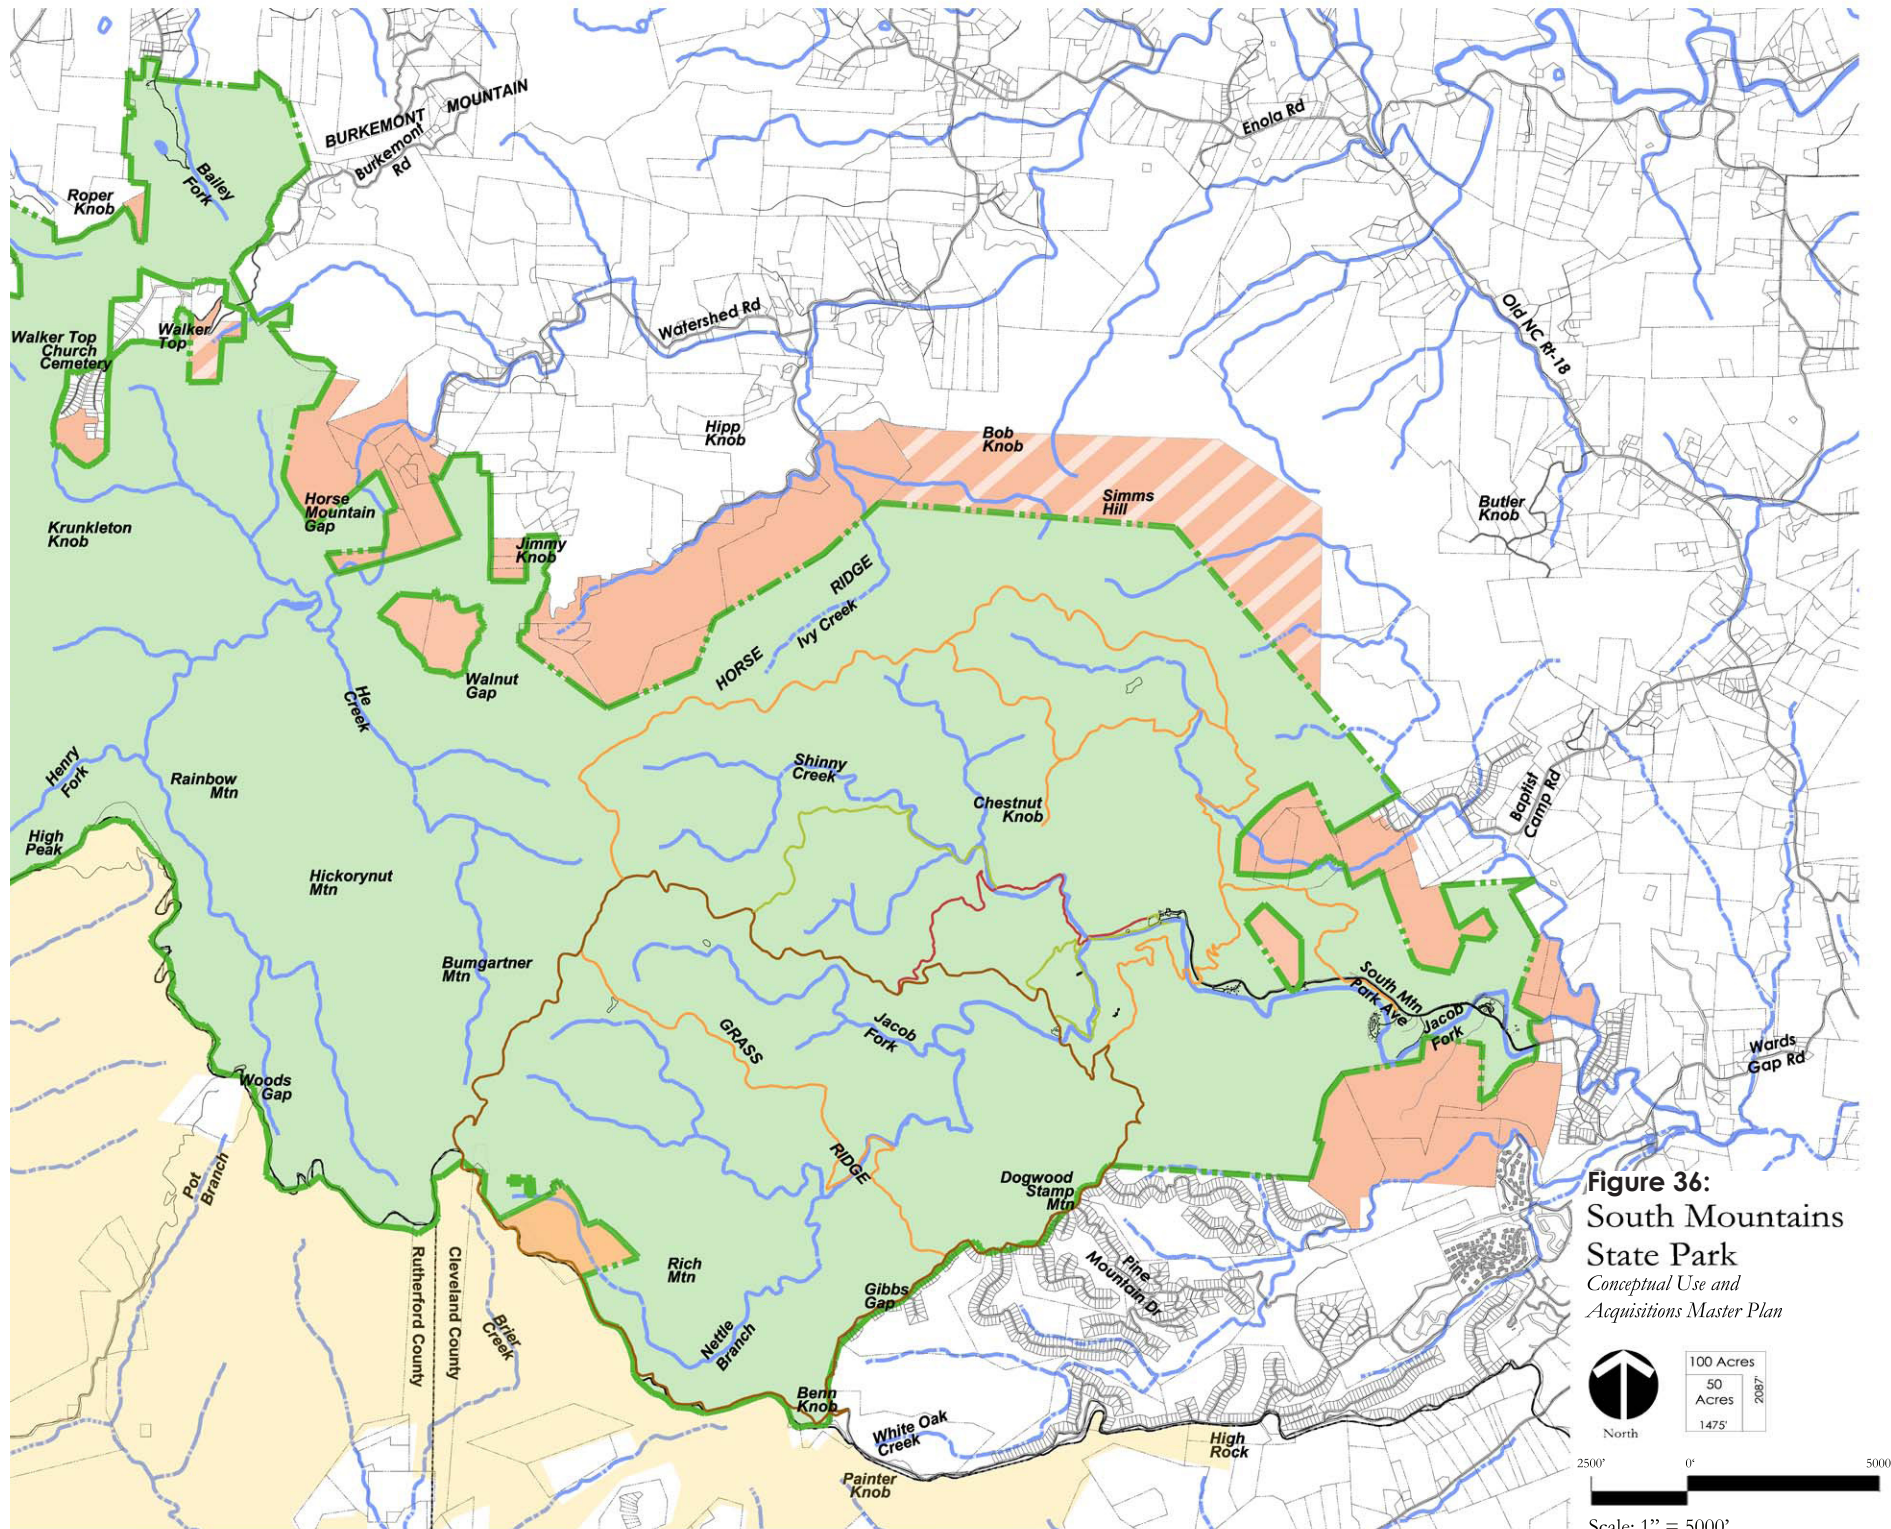 BURKEMONT
MOUNTAIN
Burkemont
Rd
Enola Rd
Bailey
Fork
Roper
Knob
Walker Top
Church
Cemetery
Walker
Top
Watershed Rd
Old NC Rt-18
Hipp
Knob
Bob
Knob
Simms
Hill
Butler
Knob
Horse
Mountain
Gap
Krunkleton
Knob
Jimmy
Knob
HORSE
RIDGE
Ivy Creek
Walnut
Gap
He
Creek
Henry
Fork
Rainbow
Mtn
Shinny
Creek
Chestnut
Knob
Baptist
Camp Rd
High
Peak
Hickorynut
Mtn
Bumgartner
Mtn
GRASS
RIDGE
Jacob
Fork
South Mtn
Park Ave
Jacob
Fork
Wards
Gap Rd
Woods
Gap
Pot
Branch
Dogwood
Stamp
Mtn
Rich
Mtn
Gibbs
Gap
Pine
Mountain Dr
Rutherford County
Cleveland County
Brier
Creek
Nettle
Branch
Benn
Knob
White Oak
Creek
Painter
Knob
High
Rock
Figure 36:
South Mountains
State Park
Conceptual Use and
Acquisitions Master Plan
North
100 Acres
50
Acres
1475'
2087'
2500' 0' 5000
Scale: 1" = 5000'